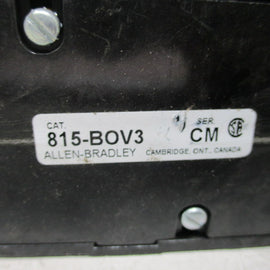 CAT. SER.
815-BOV3 CM
ALLEN-BRADLEY CAMBRIDGE, ONT., CANADA